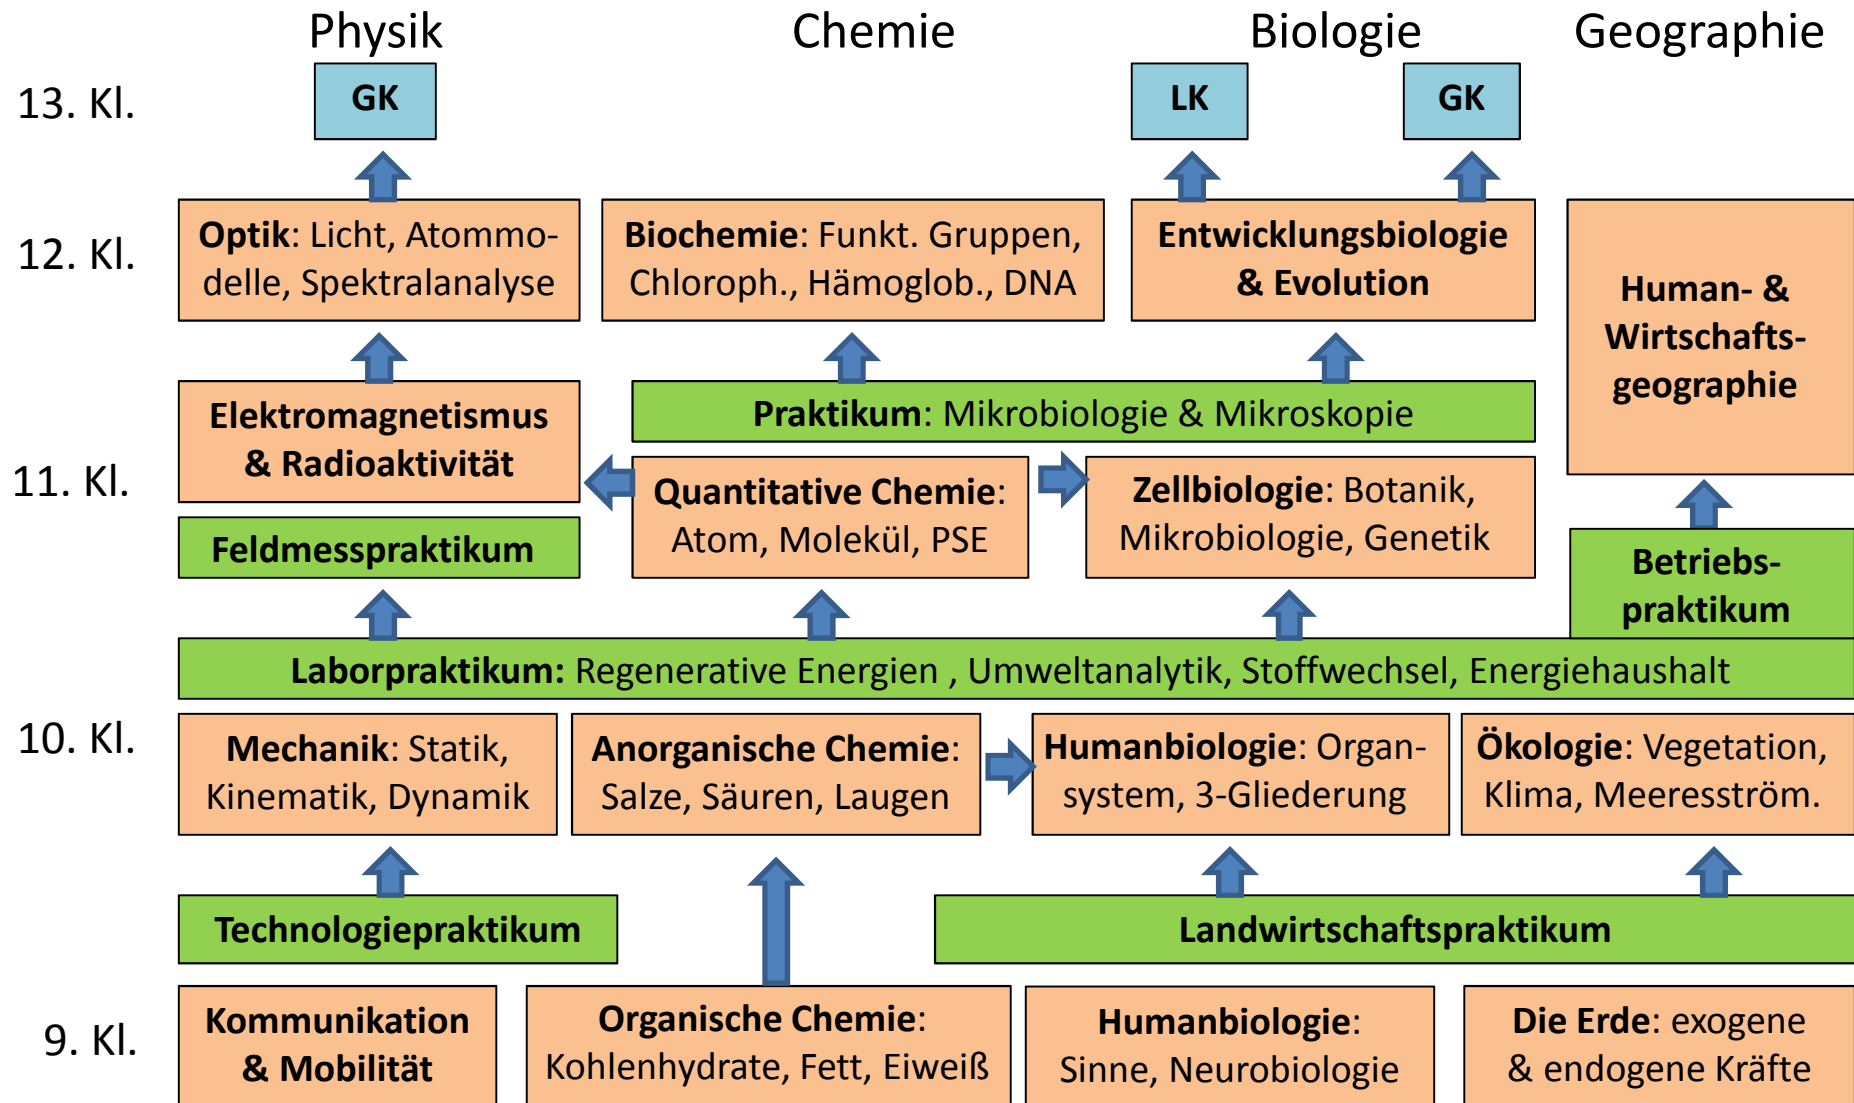 Physik Chemie Biologie Geographie
13. Kl.
GK
LK
GK
12. Kl.
Optik: Licht, Atommo-
delle, Spektralanalyse
Biochemie: Funkt. Gruppen,
Chloroph., Hämoglob., DNA
Entwicklungsbiologie
& Evolution
Human- &
Wirtschafts-
geographie
11. Kl.
Elektromagnetismus
& Radioaktivität
Praktikum: Mikrobiologie & Mikroskopie
Quantitative Chemie:
Atom, Molekül, PSE
Zellbiologie: Botanik,
Mikrobiologie, Genetik
Feldmesspraktikum
Betriebs-
praktikum
Laborpraktikum: Regenerative Energien , Umweltanalytik, Stoffwechsel, Energiehaushalt
10. Kl.
Mechanik: Statik,
Kinematik, Dynamik
Anorganische Chemie:
Salze, Säuren, Laugen
Humanbiologie: Organ-
system, 3-Gliederung
Ökologie: Vegetation,
Klima, Meeresström.
Technologiepraktikum
Landwirtschaftspraktikum
9. Kl.
Kommunikation
& Mobilität
Organische Chemie:
Kohlenhydrate, Fett, Eiweiß
Humanbiologie:
Sinne, Neurobiologie
Die Erde: exogene
& endogene Kräfte